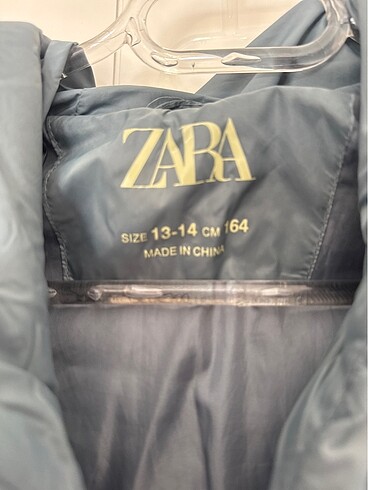 ZARA
SIZE 13-14 CM 164
MADE IN CHINA